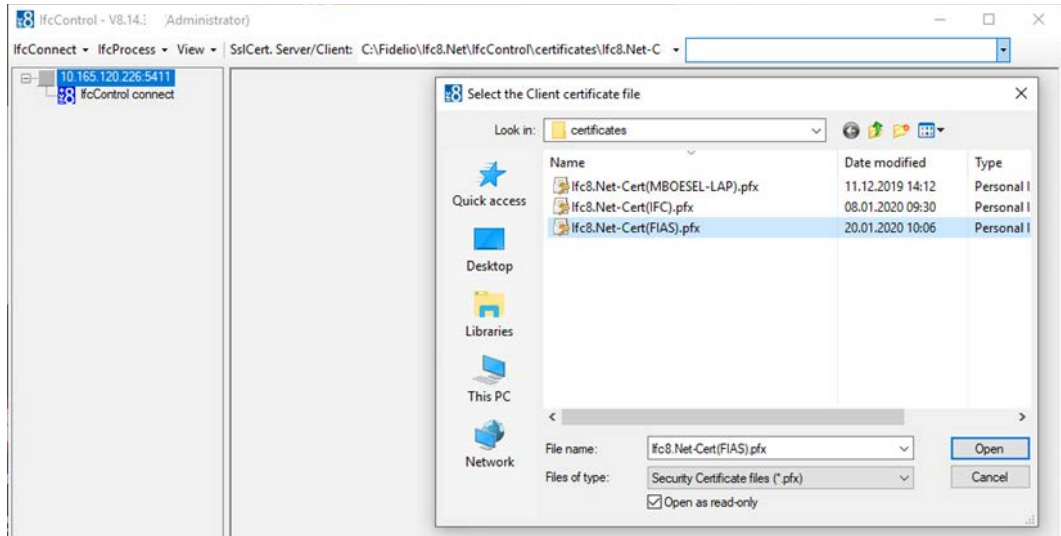 IfcControl - V8.14. (Administrator)
IfcConnect IfcProcess View SslCert. Server/Client: C:\Fidelio\Ifc8.Net\IfcControl\certificates\Ifc8.Net-C
10.165.120.226:5411
IfcControl connect
Select the Client certificate file
Look in: certificates
Name Date modified Type
Ifc8.Net-Cert(MBOESEL-LAP).pfx 11.12.2019 14:12 Personal I
Ifc8.Net-Cert(IFC).pfx 08.01.2020 09:30 Personal I
Ifc8.Net-Cert(FIAS).pfx 20.01.2020 10:06 Personal I
Quick access
Desktop
Libraries
This PC
Network
File name: Ifc8.Net-Cert(FIAS).pfx Open
Files of type: Security Certificate files (*.pfx) Cancel
Open as read-only